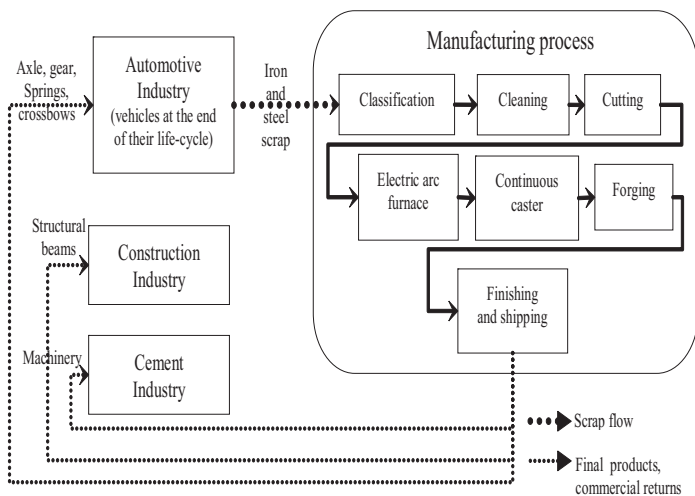 Manufacturing process
Axle, gear,
Springs,
crossbows
Automotive
Industry
(vehicles at the end
of their life-cycle)
Iron
and
steel
scrap
Classification
Cleaning
Cutting
Electric arc
furnace
Continuous
caster
Forging
Structural
beams
Construction
Industry
Finishing
and shipping
Machinery
Cement
Industry
Scrap flow
Final products,
commercial returns